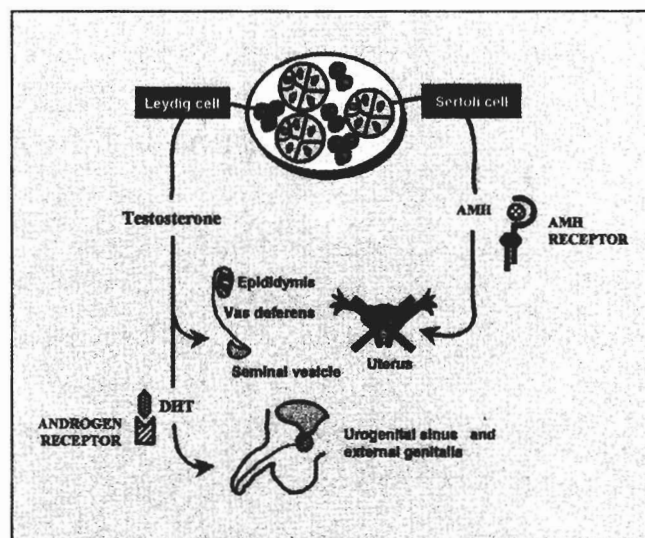 Leydig cell
Sertoli cell
Testosterone
AMH
AMH
RECEPTOR
Epididymis
Vas deferens
Seminal vesicle
Uterus
DHT
ANDROGEN
RECEPTOR
Urogenital sinus and
external genitalia